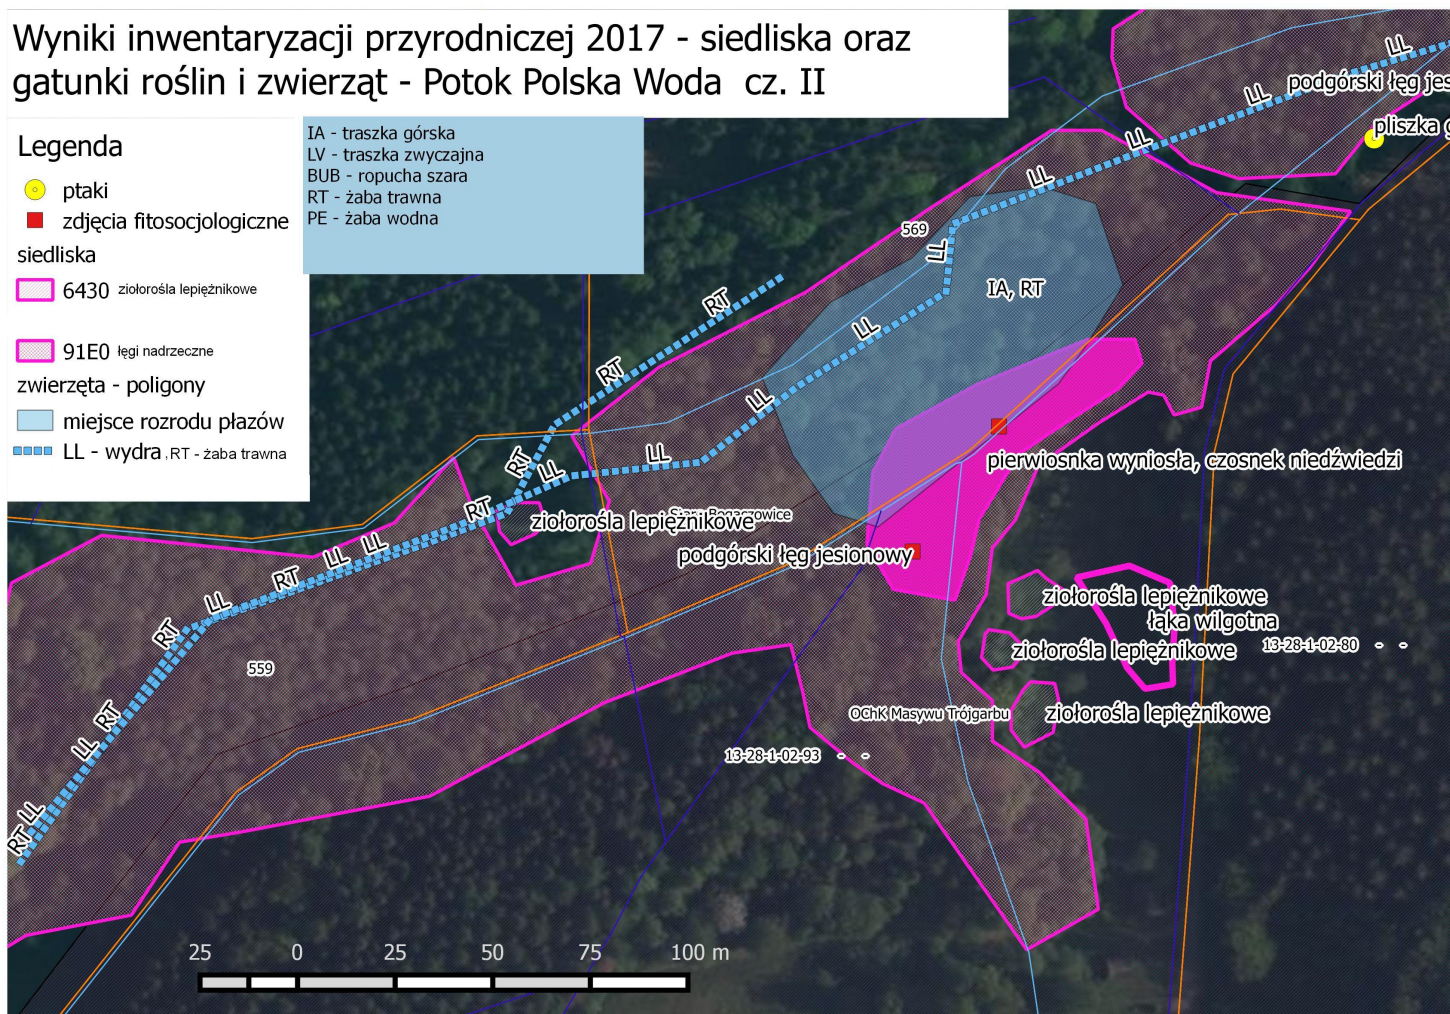 Wyniki inwentaryzacji przyrodniczej 2017 - siedliska oraz
gatunki roślin i zwierząt - Potok Polska Woda cz. II
Legenda
ptaki
zdjęcia fitosocjologiczne
siedliska
6430 ziołorośla lepiężnikowe
91E0 łęgi nadrzeczne
zwierzęta - poligony
miejsce rozrodu płazów
LL - wydra , RT - żaba trawna
IA - traszka górska
LV - traszka zwyczajna
BUB - ropucha szara
RT - żaba trawna
PE - żaba wodna
LL
podgórski łęg jes
LL
pliszka g
LL
LL
569
LL
IA, RT
RT
LL
RT
LL
LL
RT
LL
pierwiosnka wyniosła, czosnek niedźwiedzi
RT
ziołorośla lepiężnikowe
LL
LL
podgórski łęg jesionowy
RT
LL
ziołorośla lepiężnikowe
łąka wilgotna
RT
ziołorośla lepiężnikowe
13-28-1-02-80 - -
559
RT
OChK Masywu Trójgarbu
ziołorośla lepiężnikowe
LL
13-28-1-02-93 - -
LL
RT
25 0 25 50 75 100 m